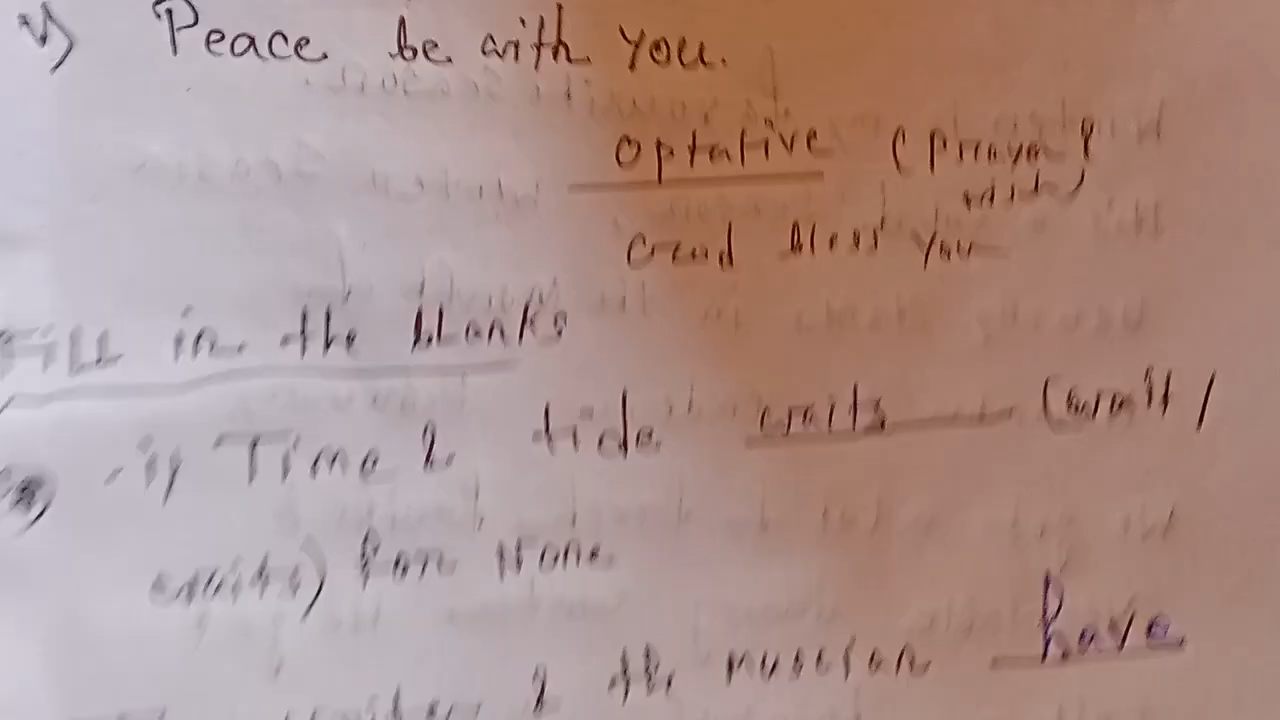 v) Peace be with you.
Optative (Prayer
God bless you
Fill in the blanks
i) Time & tide waits (wait /
waits) for none
& the musician have